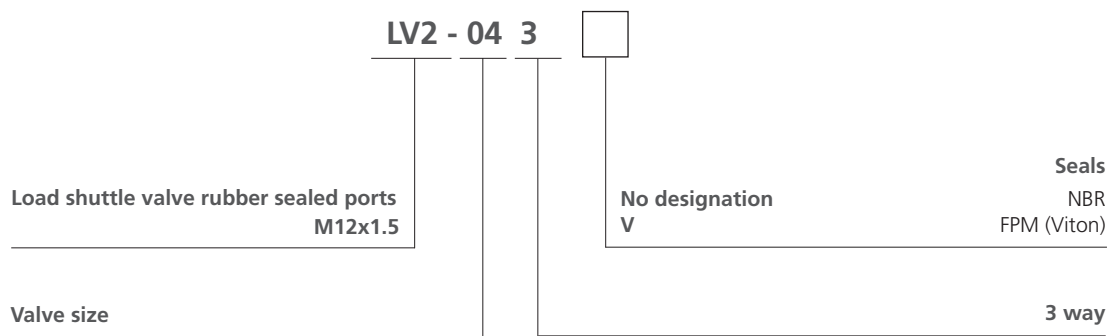 LV2 - 04 3
Seals
Load shuttle valve rubber sealed ports
M12x1.5
No designation NBR
V FPM (Viton)
Valve size
3 way